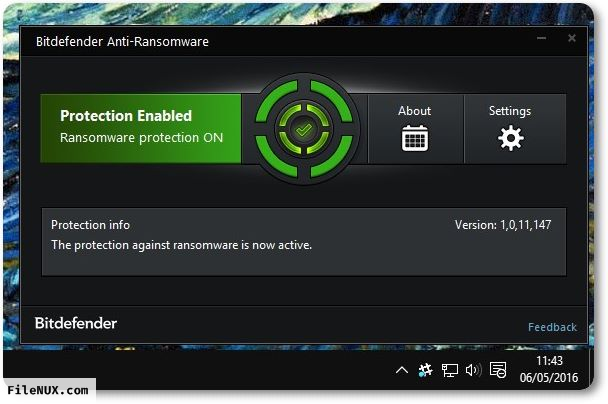 Bitdefender Anti-Ransomware
Protection Enabled
Ransomware protection ON
About
Settings
Protection info
Version: 1,0,11,147
The protection against ransomware is now active.
Bitdefender
Feedback
11:43
06/05/2016
FileNUX.com